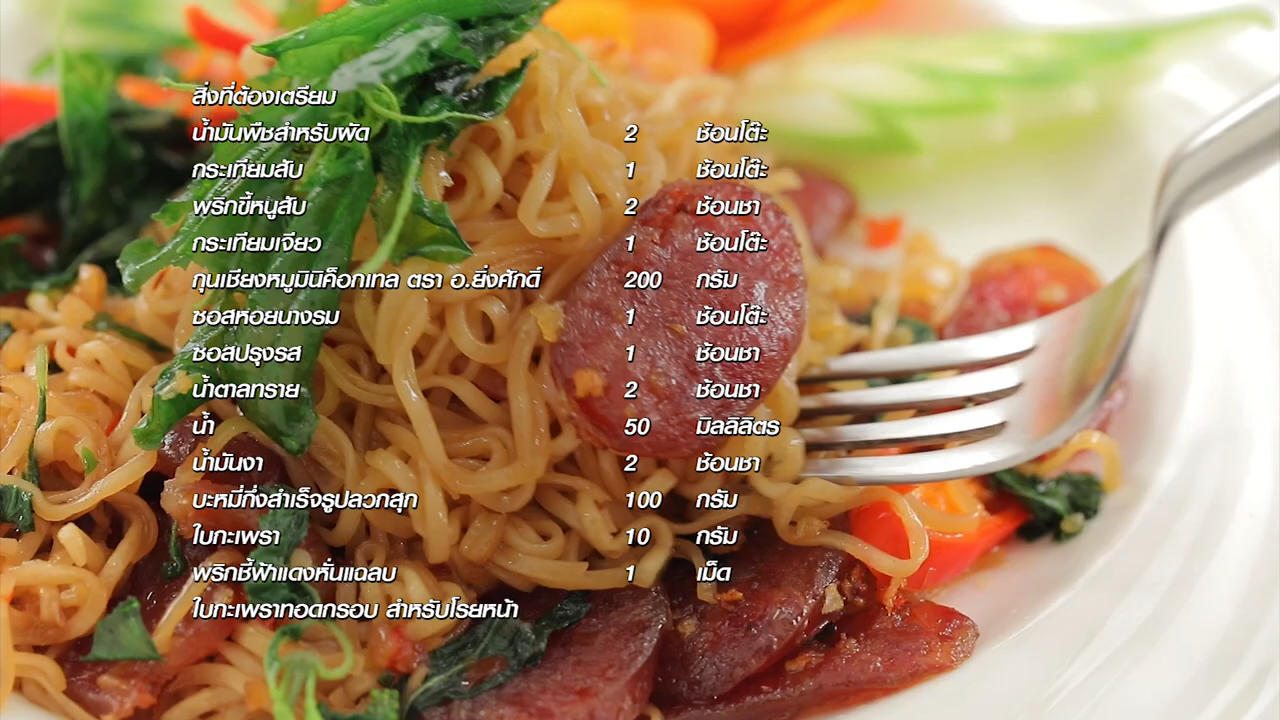 สิ่งที่ต้องเตรียม
น้ำมันพืชสำหรับผัด 2 ช้อนโต๊ะ
กระเทียมสับ 1 ช้อนโต๊ะ
พริกขี้หนูสับ 2 ช้อนชา
กระเทียมเจียว 1 ช้อนโต๊ะ
กุนเชียงหมูมินิค็อกเทล ตรา อ.ยิ่งศักดิ์ 200 กรัม
ซอสหอยนางรม 1 ช้อนโต๊ะ
ซอสปรุงรส 1 ช้อนชา
น้ำตาลทราย 2 ช้อนชา
น้ำ 50 มิลลิลิตร
น้ำมันงา 2 ช้อนชา
บะหมี่กึ่งสำเร็จรูปลวกสุก 100 กรัม
ใบกะเพรา 10 กรัม
พริกชี้ฟ้าแดงหั่นแฉลบ 1 เม็ด
ใบกะเพราทอดกรอบ สำหรับโรยหน้า